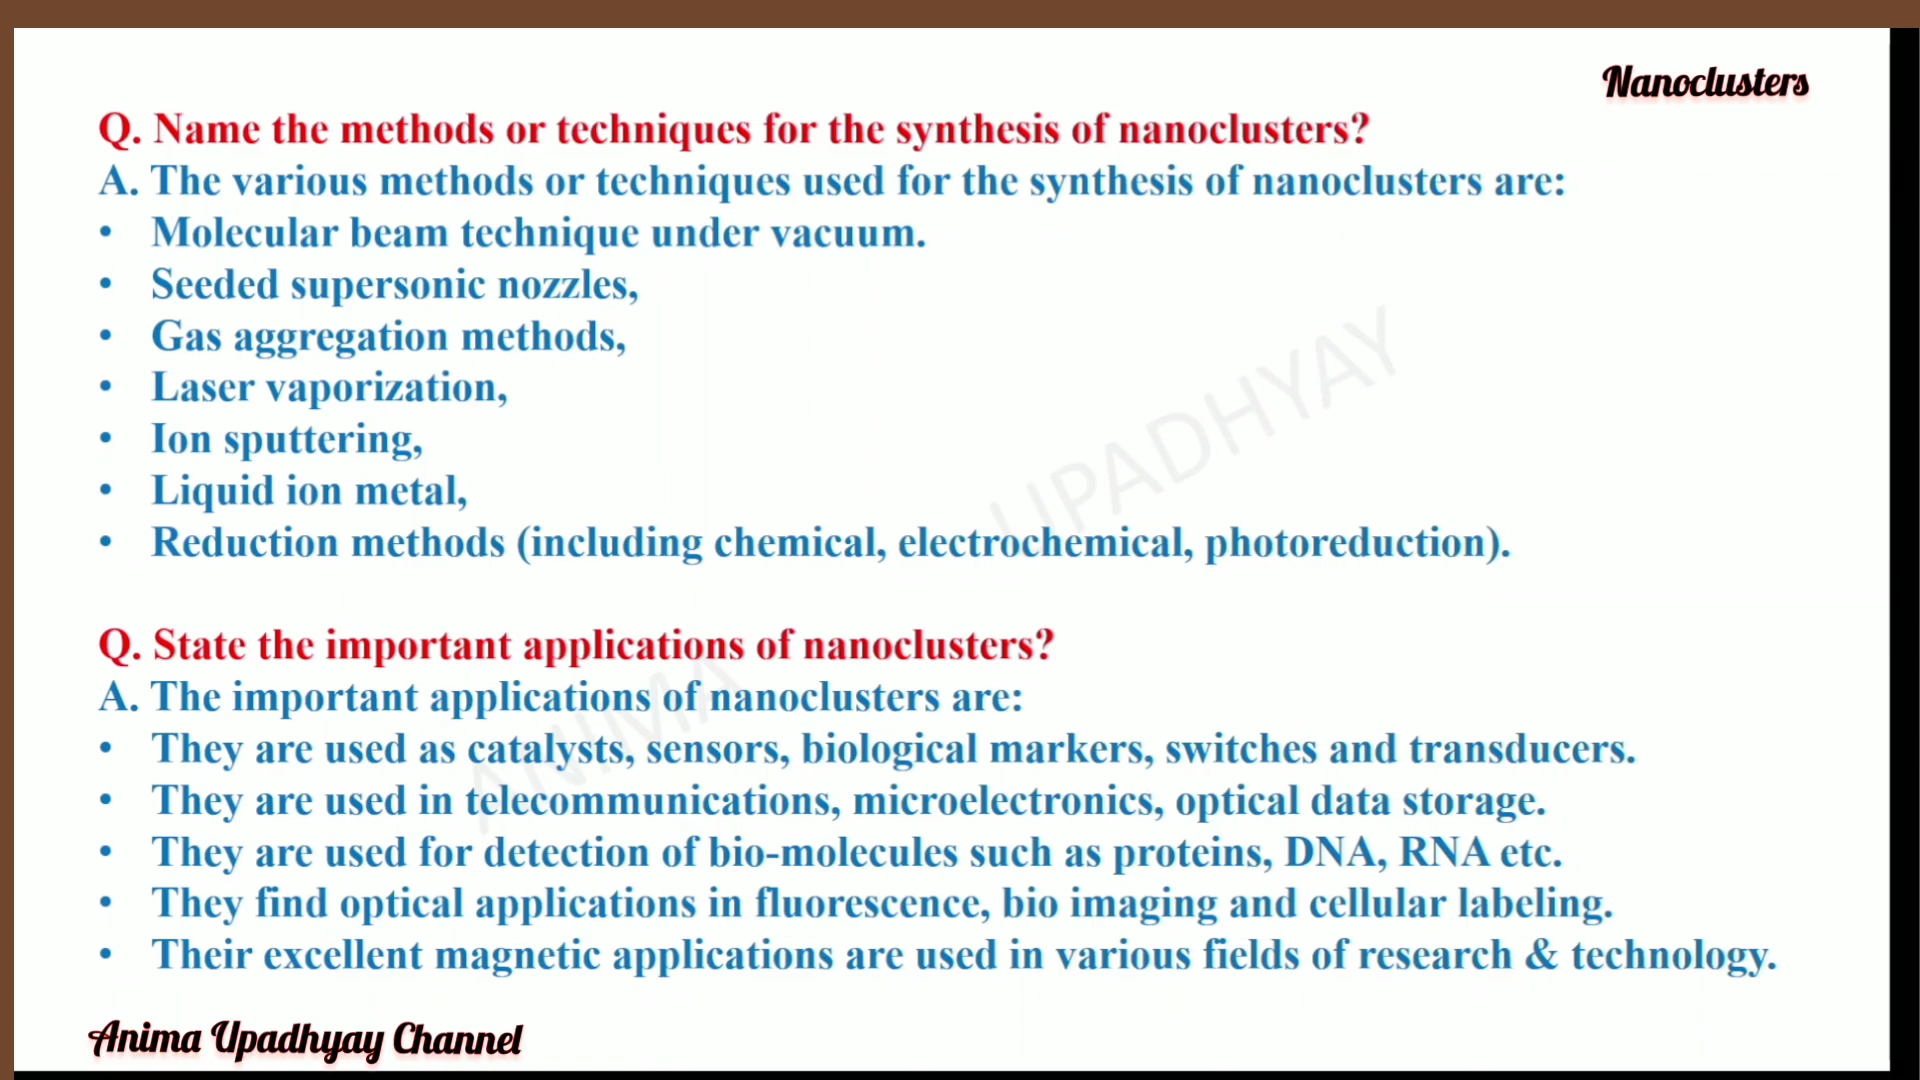 Nanoclusters
Q. Name the methods or techniques for the synthesis of nanoclusters?
A. The various methods or techniques used for the synthesis of nanoclusters are:
• Molecular beam technique under vacuum.
• Seeded supersonic nozzles,
• Gas aggregation methods,
• Laser vaporization,
• Ion sputtering,
• Liquid ion metal,
• Reduction methods (including chemical, electrochemical, photoreduction).
Q. State the important applications of nanoclusters?
A. The important applications of nanoclusters are:
• They are used as catalysts, sensors, biological markers, switches and transducers.
• They are used in telecommunications, microelectronics, optical data storage.
• They are used for detection of bio-molecules such as proteins, DNA, RNA etc.
• They find optical applications in fluorescence, bio imaging and cellular labeling.
• Their excellent magnetic applications are used in various fields of research & technology.
ANIMA UPADHYAY
Anima Upadhyay Channel